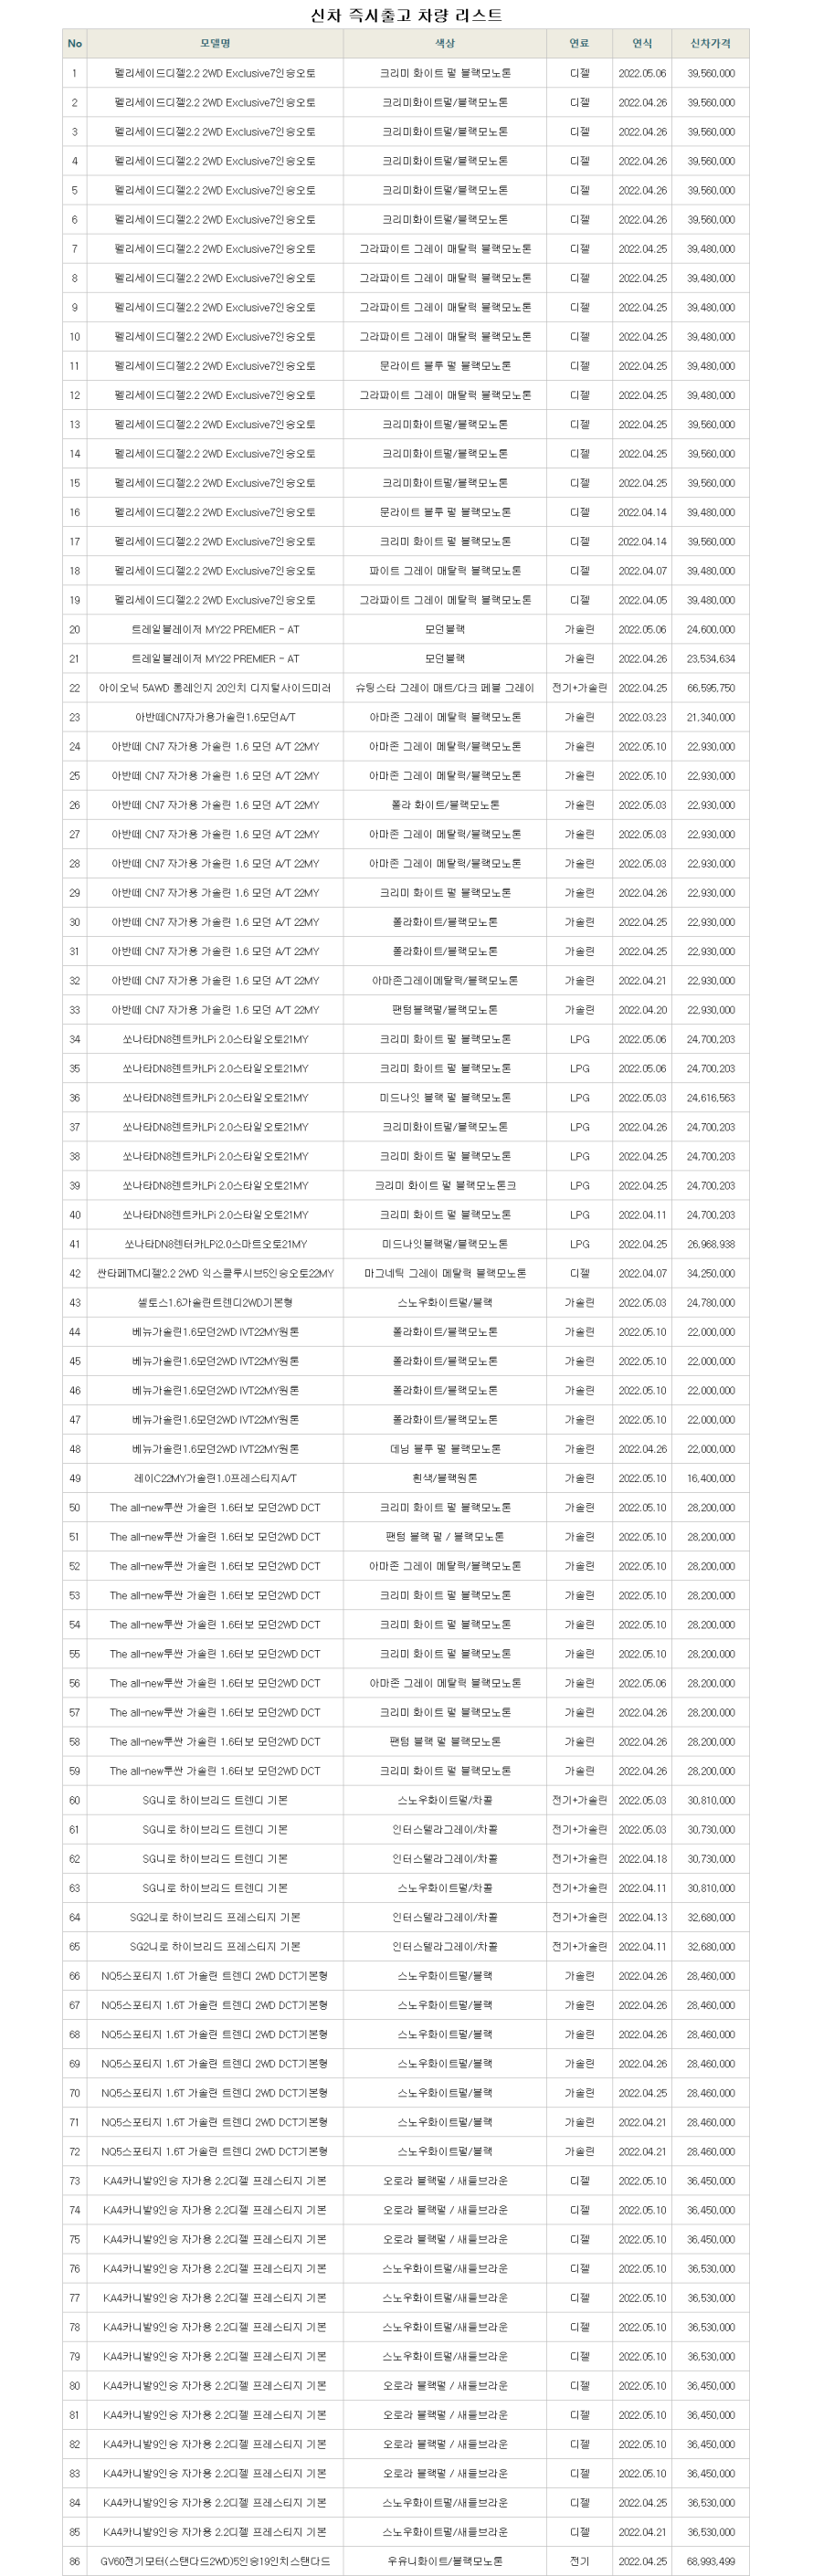 신차 즉시출고 차량 리스트
No 모델명 색상 연료 연식 신차가격
1 펠리세이드디젤2.2 2WD Exclusive7인승오토 크리미 화이트 펄 블랙모노톤 디젤 2022.05.06 39,560,000
2 펠리세이드디젤2.2 2WD Exclusive7인승오토 크리미화이트펄/블랙모노톤 디젤 2022.04.26 39,560,000
3 펠리세이드디젤2.2 2WD Exclusive7인승오토 크리미화이트펄/블랙모노톤 디젤 2022.04.26 39,560,000
4 펠리세이드디젤2.2 2WD Exclusive7인승오토 크리미화이트펄/블랙모노톤 디젤 2022.04.26 39,560,000
5 펠리세이드디젤2.2 2WD Exclusive7인승오토 크리미화이트펄/블랙모노톤 디젤 2022.04.26 39,560,000
6 펠리세이드디젤2.2 2WD Exclusive7인승오토 크리미화이트펄/블랙모노톤 디젤 2022.04.26 39,560,000
7 펠리세이드디젤2.2 2WD Exclusive7인승오토 그라파이트 그레이 매탈릭 블랙모노톤 디젤 2022.04.25 39,480,000
8 펠리세이드디젤2.2 2WD Exclusive7인승오토 그라파이트 그레이 매탈릭 블랙모노톤 디젤 2022.04.25 39,480,000
9 펠리세이드디젤2.2 2WD Exclusive7인승오토 그라파이트 그레이 매탈릭 블랙모노톤 디젤 2022.04.25 39,480,000
10 펠리세이드디젤2.2 2WD Exclusive7인승오토 그라파이트 그레이 매탈릭 블랙모노톤 디젤 2022.04.25 39,480,000
11 펠리세이드디젤2.2 2WD Exclusive7인승오토 문라이트 블루 펄 블랙모노톤 디젤 2022.04.25 39,480,000
12 펠리세이드디젤2.2 2WD Exclusive7인승오토 그라파이트 그레이 매탈릭 블랙모노톤 디젤 2022.04.25 39,480,000
13 펠리세이드디젤2.2 2WD Exclusive7인승오토 크리미화이트펄/블랙모노톤 디젤 2022.04.25 39,560,000
14 펠리세이드디젤2.2 2WD Exclusive7인승오토 크리미화이트펄/블랙모노톤 디젤 2022.04.25 39,560,000
15 펠리세이드디젤2.2 2WD Exclusive7인승오토 크리미화이트펄/블랙모노톤 디젤 2022.04.25 39,560,000
16 펠리세이드디젤2.2 2WD Exclusive7인승오토 문라이트 블루 펄 블랙모노톤 디젤 2022.04.14 39,480,000
17 펠리세이드디젤2.2 2WD Exclusive7인승오토 크리미 화이트 펄 블랙모노톤 디젤 2022.04.14 39,560,000
18 펠리세이드디젤2.2 2WD Exclusive7인승오토 파이트 그레이 매탈릭 블랙모노톤 디젤 2022.04.07 39,480,000
19 펠리세이드디젤2.2 2WD Exclusive7인승오토 그라파이트 그레이 메탈릭 블랙모노톤 디젤 2022.04.05 39,480,000
20 트레일블레이저 MY22 PREMIER - AT 모던블랙 가솔린 2022.05.06 24,600,000
21 트레일블레이저 MY22 PREMIER - AT 모던블랙 가솔린 2022.04.26 23,534,634
22 아이오닉 5AWD 롱레인지 20인치 디지털사이드미러 슈팅스타 그레이 매트/다크 페블 그레이 전기+가솔린 2022.04.25 66,595,750
23 아반떼CN7자가용가솔린1.6모던A/T 아마존 그레이 메탈릭 블랙모노톤 가솔린 2022.03.23 21,340,000
24 아반떼 CN7 자가용 가솔린 1.6 모던 A/T 22MY 아마존 그레이 메탈릭/블랙모노톤 가솔린 2022.05.10 22,930,000
25 아반떼 CN7 자가용 가솔린 1.6 모던 A/T 22MY 아마존 그레이 메탈릭/블랙모노톤 가솔린 2022.05.10 22,930,000
26 아반떼 CN7 자가용 가솔린 1.6 모던 A/T 22MY 폴라 화이트/블랙모노톤 가솔린 2022.05.03 22,930,000
27 아반떼 CN7 자가용 가솔린 1.6 모던 A/T 22MY 아마존 그레이 메탈릭/블랙모노톤 가솔린 2022.05.03 22,930,000
28 아반떼 CN7 자가용 가솔린 1.6 모던 A/T 22MY 아마존 그레이 메탈릭/블랙모노톤 가솔린 2022.05.03 22,930,000
29 아반떼 CN7 자가용 가솔린 1.6 모던 A/T 22MY 크리미 화이트 펄 블랙모노톤 가솔린 2022.04.26 22,930,000
30 아반떼 CN7 자가용 가솔린 1.6 모던 A/T 22MY 폴라화이트/블랙모노톤 가솔린 2022.04.25 22,930,000
31 아반떼 CN7 자가용 가솔린 1.6 모던 A/T 22MY 폴라화이트/블랙모노톤 가솔린 2022.04.25 22,930,000
32 아반떼 CN7 자가용 가솔린 1.6 모던 A/T 22MY 아마존그레이메탈릭/블랙모노톤 가솔린 2022.04.21 22,930,000
33 아반떼 CN7 자가용 가솔린 1.6 모던 A/T 22MY 팬텀블랙펄/블랙모노톤 가솔린 2022.04.20 22,930,000
34 쏘나타DN8렌트카LPi 2.0스타일오토21MY 크리미 화이트 펄 블랙모노톤 LPG 2022.05.06 24,700,203
35 쏘나타DN8렌트카LPi 2.0스타일오토21MY 크리미 화이트 펄 블랙모노톤 LPG 2022.05.06 24,700,203
36 쏘나타DN8렌트카LPi 2.0스타일오토21MY 미드나잇 블랙 펄 블랙모노톤 LPG 2022.05.03 24,616,563
37 쏘나타DN8렌트카LPi 2.0스타일오토21MY 크리미화이트펄/블랙모노톤 LPG 2022.04.26 24,700,203
38 쏘나타DN8렌트카LPi 2.0스타일오토21MY 크리미 화이트 펄 블랙모노톤 LPG 2022.04.25 24,700,203
39 쏘나타DN8렌트카LPi 2.0스타일오토21MY 크리미 화이트 펄 블랙모노톤크 LPG 2022.04.25 24,700,203
40 쏘나타DN8렌트카LPi 2.0스타일오토21MY 크리미 화이트 펄 블랙모노톤 LPG 2022.04.11 24,700,203
41 쏘나타DN8렌터카LPi2.0스마트오토21MY 미드나잇블랙펄/블랙모노톤 LPG 2022.04.25 26,968,938
42 싼타페TM디젤2.2 2WD 익스클루시브5인승오토22MY 마그네틱 그레이 메탈릭 블랙모노톤 디젤 2022.04.07 34,250,000
43 셀토스1.6가솔린트렌디2WD기본형 스노우화이트펄/블랙 가솔린 2022.05.03 24,780,000
44 베뉴가솔린1.6모던2WD IVT22MY원톤 폴라화이트/블랙모노톤 가솔린 2022.05.10 22,000,000
45 베뉴가솔린1.6모던2WD IVT22MY원톤 폴라화이트/블랙모노톤 가솔린 2022.05.10 22,000,000
46 베뉴가솔린1.6모던2WD IVT22MY원톤 폴라화이트/블랙모노톤 가솔린 2022.05.10 22,000,000
47 베뉴가솔린1.6모던2WD IVT22MY원톤 폴라화이트/블랙모노톤 가솔린 2022.05.10 22,000,000
48 베뉴가솔린1.6모던2WD IVT22MY원톤 데님 블루 펄 블랙모노톤 가솔린 2022.04.26 22,000,000
49 레이C22MY가솔린1.0프레스티지A/T 흰색/블랙원톤 가솔린 2022.05.10 16,400,000
50 The all-new투싼 가솔린 1.6터보 모던2WD DCT 크리미 화이트 펄 블랙모노톤 가솔린 2022.05.10 28,200,000
51 The all-new투싼 가솔린 1.6터보 모던2WD DCT 팬텀 블랙 펄 / 블랙모노톤 가솔린 2022.05.10 28,200,000
52 The all-new투싼 가솔린 1.6터보 모던2WD DCT 아마존 그레이 메탈릭/블랙모노톤 가솔린 2022.05.10 28,200,000
53 The all-new투싼 가솔린 1.6터보 모던2WD DCT 크리미 화이트 펄 블랙모노톤 가솔린 2022.05.10 28,200,000
54 The all-new투싼 가솔린 1.6터보 모던2WD DCT 크리미 화이트 펄 블랙모노톤 가솔린 2022.05.10 28,200,000
55 The all-new투싼 가솔린 1.6터보 모던2WD DCT 크리미 화이트 펄 블랙모노톤 가솔린 2022.05.10 28,200,000
56 The all-new투싼 가솔린 1.6터보 모던2WD DCT 아마존 그레이 메탈릭 블랙모노톤 가솔린 2022.05.06 28,200,000
57 The all-new투싼 가솔린 1.6터보 모던2WD DCT 크리미 화이트 펄 블랙모노톤 가솔린 2022.04.26 28,200,000
58 The all-new투싼 가솔린 1.6터보 모던2WD DCT 팬텀 블랙 펄 블랙모노톤 가솔린 2022.04.26 28,200,000
59 The all-new투싼 가솔린 1.6터보 모던2WD DCT 크리미 화이트 펄 블랙모노톤 가솔린 2022.04.26 28,200,000
60 SG니로 하이브리드 트렌디 기본 스노우화이트펄/차콜 전기+가솔린 2022.05.03 30,810,000
61 SG니로 하이브리드 트렌디 기본 인터스텔라그레이/차콜 전기+가솔린 2022.05.03 30,730,000
62 SG니로 하이브리드 트렌디 기본 인터스텔라그레이/차콜 전기+가솔린 2022.04.18 30,730,000
63 SG니로 하이브리드 트렌디 기본 스노우화이트펄/차콜 전기+가솔린 2022.04.11 30,810,000
64 SG2니로 하이브리드 프레스티지 기본 인터스텔라그레이/차콜 전기+가솔린 2022.04.13 32,680,000
65 SG2니로 하이브리드 프레스티지 기본 인터스텔라그레이/차콜 전기+가솔린 2022.04.11 32,680,000
66 NQ5스포티지 1.6T 가솔린 트렌디 2WD DCT기본형 스노우화이트펄/블랙 가솔린 2022.04.26 28,460,000
67 NQ5스포티지 1.6T 가솔린 트렌디 2WD DCT기본형 스노우화이트펄/블랙 가솔린 2022.04.26 28,460,000
68 NQ5스포티지 1.6T 가솔린 트렌디 2WD DCT기본형 스노우화이트펄/블랙 가솔린 2022.04.26 28,460,000
69 NQ5스포티지 1.6T 가솔린 트렌디 2WD DCT기본형 스노우화이트펄/블랙 가솔린 2022.04.26 28,460,000
70 NQ5스포티지 1.6T 가솔린 트렌디 2WD DCT기본형 스노우화이트펄/블랙 가솔린 2022.04.25 28,460,000
71 NQ5스포티지 1.6T 가솔린 트렌디 2WD DCT기본형 스노우화이트펄/블랙 가솔린 2022.04.21 28,460,000
72 NQ5스포티지 1.6T 가솔린 트렌디 2WD DCT기본형 스노우화이트펄/블랙 가솔린 2022.04.21 28,460,000
73 KA4카니발9인승 자가용 2.2디젤 프레스티지 기본 오로라 블랙펄 / 새들브라운 디젤 2022.05.10 36,450,000
74 KA4카니발9인승 자가용 2.2디젤 프레스티지 기본 오로라 블랙펄 / 새들브라운 디젤 2022.05.10 36,450,000
75 KA4카니발9인승 자가용 2.2디젤 프레스티지 기본 오로라 블랙펄 / 새들브라운 디젤 2022.05.10 36,450,000
76 KA4카니발9인승 자가용 2.2디젤 프레스티지 기본 스노우화이트펄/새들브라운 디젤 2022.05.10 36,530,000
77 KA4카니발9인승 자가용 2.2디젤 프레스티지 기본 스노우화이트펄/새들브라운 디젤 2022.05.10 36,530,000
78 KA4카니발9인승 자가용 2.2디젤 프레스티지 기본 스노우화이트펄/새들브라운 디젤 2022.05.10 36,530,000
79 KA4카니발9인승 자가용 2.2디젤 프레스티지 기본 스노우화이트펄/새들브라운 디젤 2022.05.10 36,530,000
80 KA4카니발9인승 자가용 2.2디젤 프레스티지 기본 오로라 블랙펄 / 새들브라운 디젤 2022.05.10 36,450,000
81 KA4카니발9인승 자가용 2.2디젤 프레스티지 기본 오로라 블랙펄 / 새들브라운 디젤 2022.05.10 36,450,000
82 KA4카니발9인승 자가용 2.2디젤 프레스티지 기본 오로라 블랙펄 / 새들브라운 디젤 2022.05.10 36,450,000
83 KA4카니발9인승 자가용 2.2디젤 프레스티지 기본 오로라 블랙펄 / 새들브라운 디젤 2022.05.10 36,450,000
84 KA4카니발9인승 자가용 2.2디젤 프레스티지 기본 스노우화이트펄/새들브라운 디젤 2022.04.25 36,530,000
85 KA4카니발9인승 자가용 2.2디젤 프레스티지 기본 스노우화이트펄/새들브라운 디젤 2022.04.21 36,530,000
86 GV60전기모터(스탠다드2WD)5인승19인치스탠다드 우유니화이트/블랙모노톤 전기 2022.04.25 68,993,499